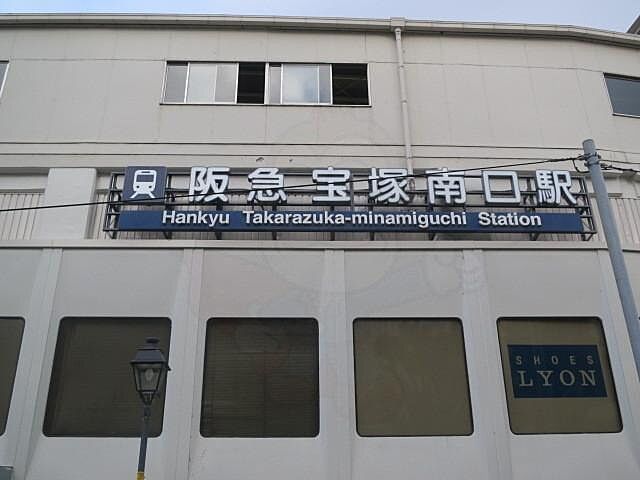 阪急 宝塚南口駅
Hankyu Takarazuka-minamiguchi Station
SHOES
LYON